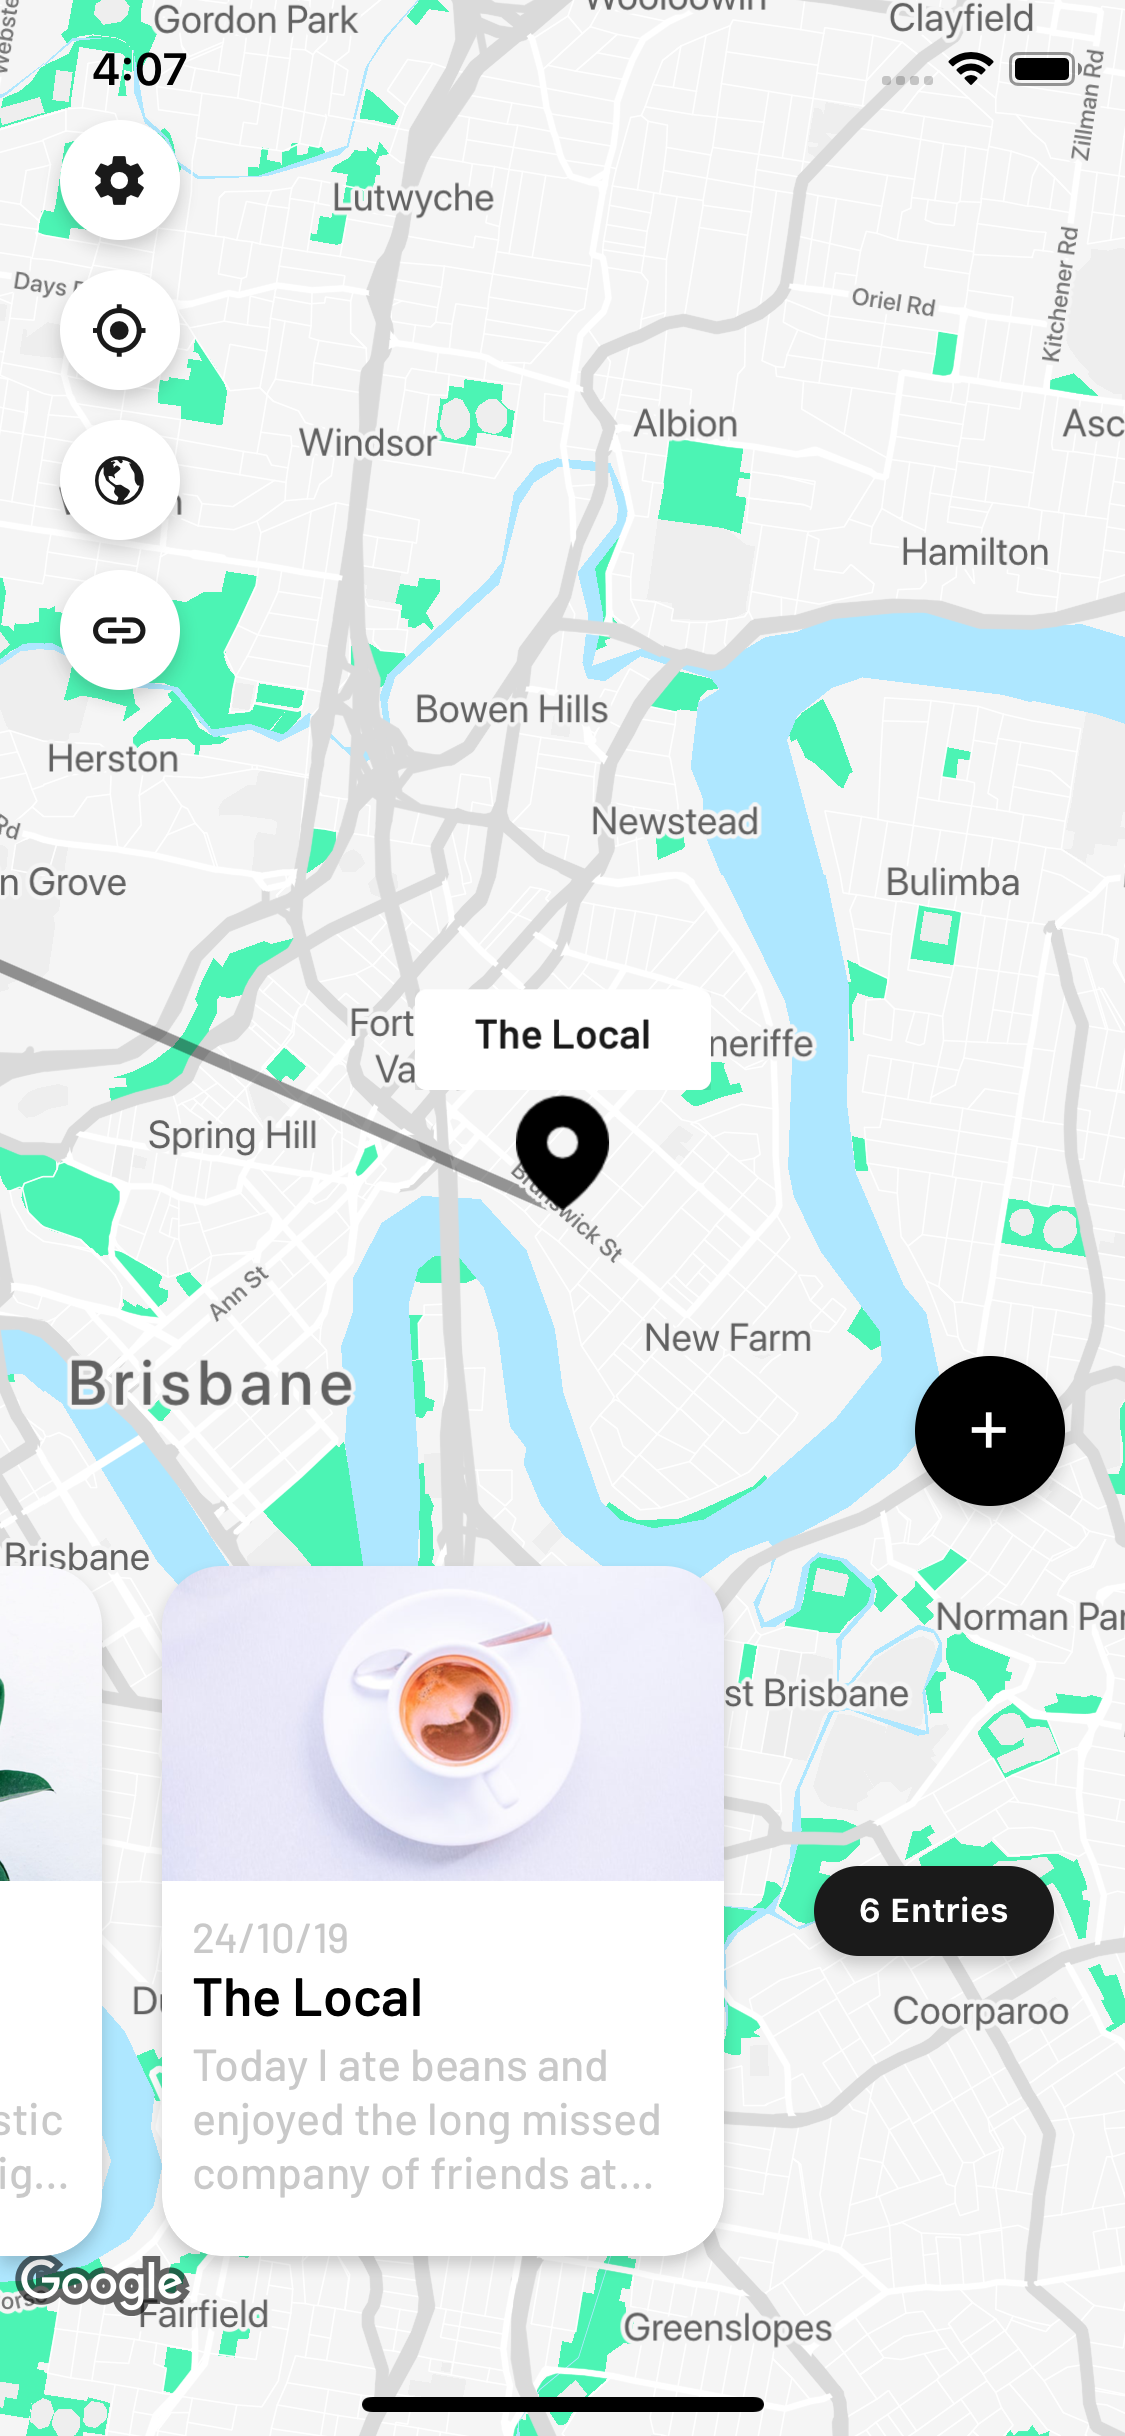 Gordon Park
Clayfield
4:07
Zillman Rd
Lutwyche
Kitchener Rd
Days
Oriel Rd
Albion
Asc
Windsor
Hamilton
Bowen Hills
Herston
Newstead
Rd
n Grove
Bulimba
The Local
Fort
neriffe
Va
Spring Hill
Brunswick St
Ann St
New Farm
Brisbane
+
Brisbane
Norman Par
st Brisbane
6 Entries
24/10/19
The Local
Coorparoo
Today I ate beans and
enjoyed the long missed
company of friends at...
stic
ig...
Google
Fairfield
Greenslopes